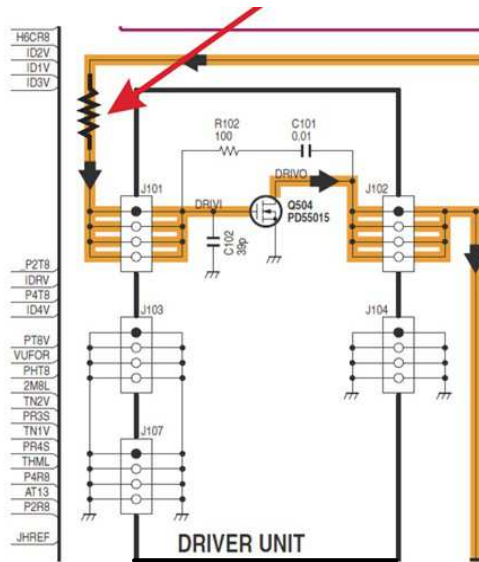 H6CR8
ID2V
ID1V
ID3V
R102
100
C101
0.01
J101
DRIVI
C102
39p
DRIVO
Q504
PD55015
J102
_P2T8
IDRV
P4T8
ID4V
J103
J104
PT8V
VUFOR
PHT8
2M8L
TN2V
PR3S
TN1V
PR4S
THML
P4R8
AT13
P2R8
J107
JHREF
DRIVER UNIT